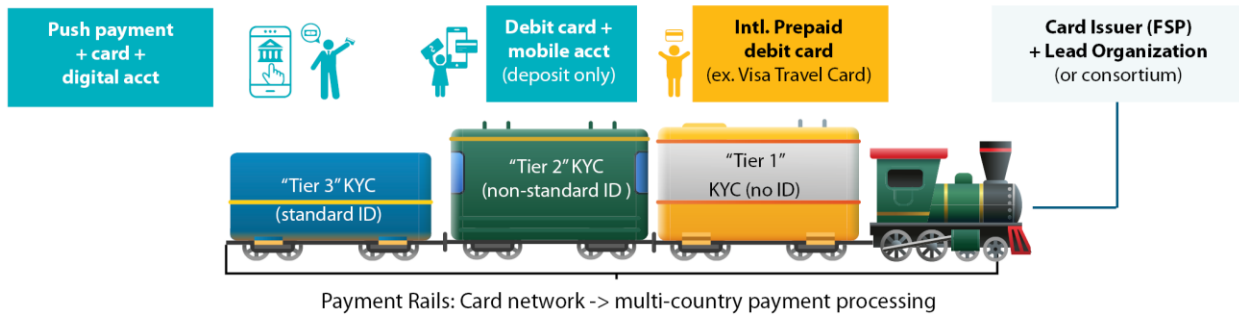 Push payment
+ card +
digital acct
Debit card +
mobile acct
(deposit only)
Intl. Prepaid
debit card
(ex. Visa Travel Card)
Card Issuer (FSP)
+ Lead Organization
(or consortium)
“Tier 3” KYC
(standard ID)
“Tier 2” KYC
(non-standard ID )
“Tier 1”
KYC (no ID)
Payment Rails: Card network -> multi-country payment processing